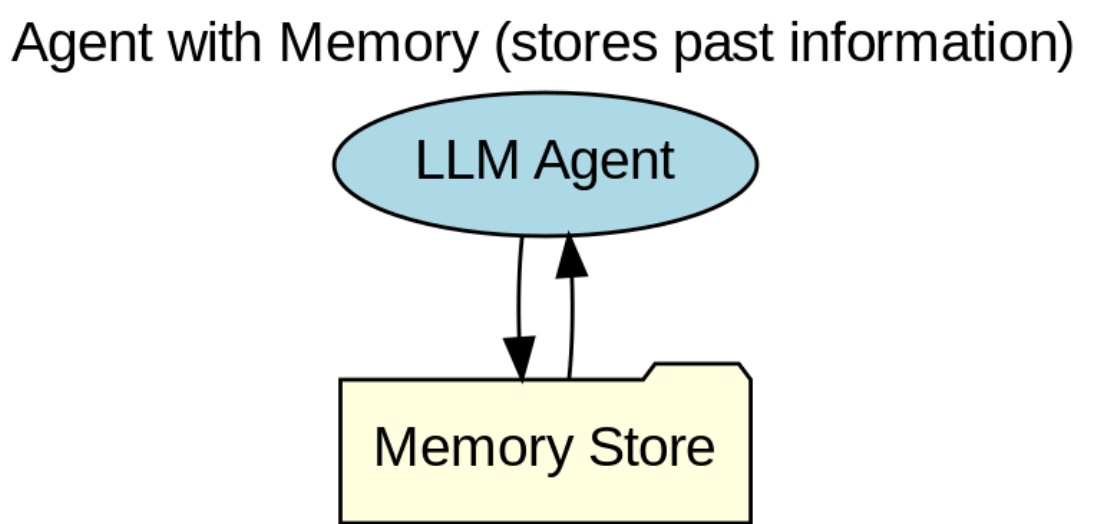 Agent with Memory (stores past information)
LLM Agent
Memory Store